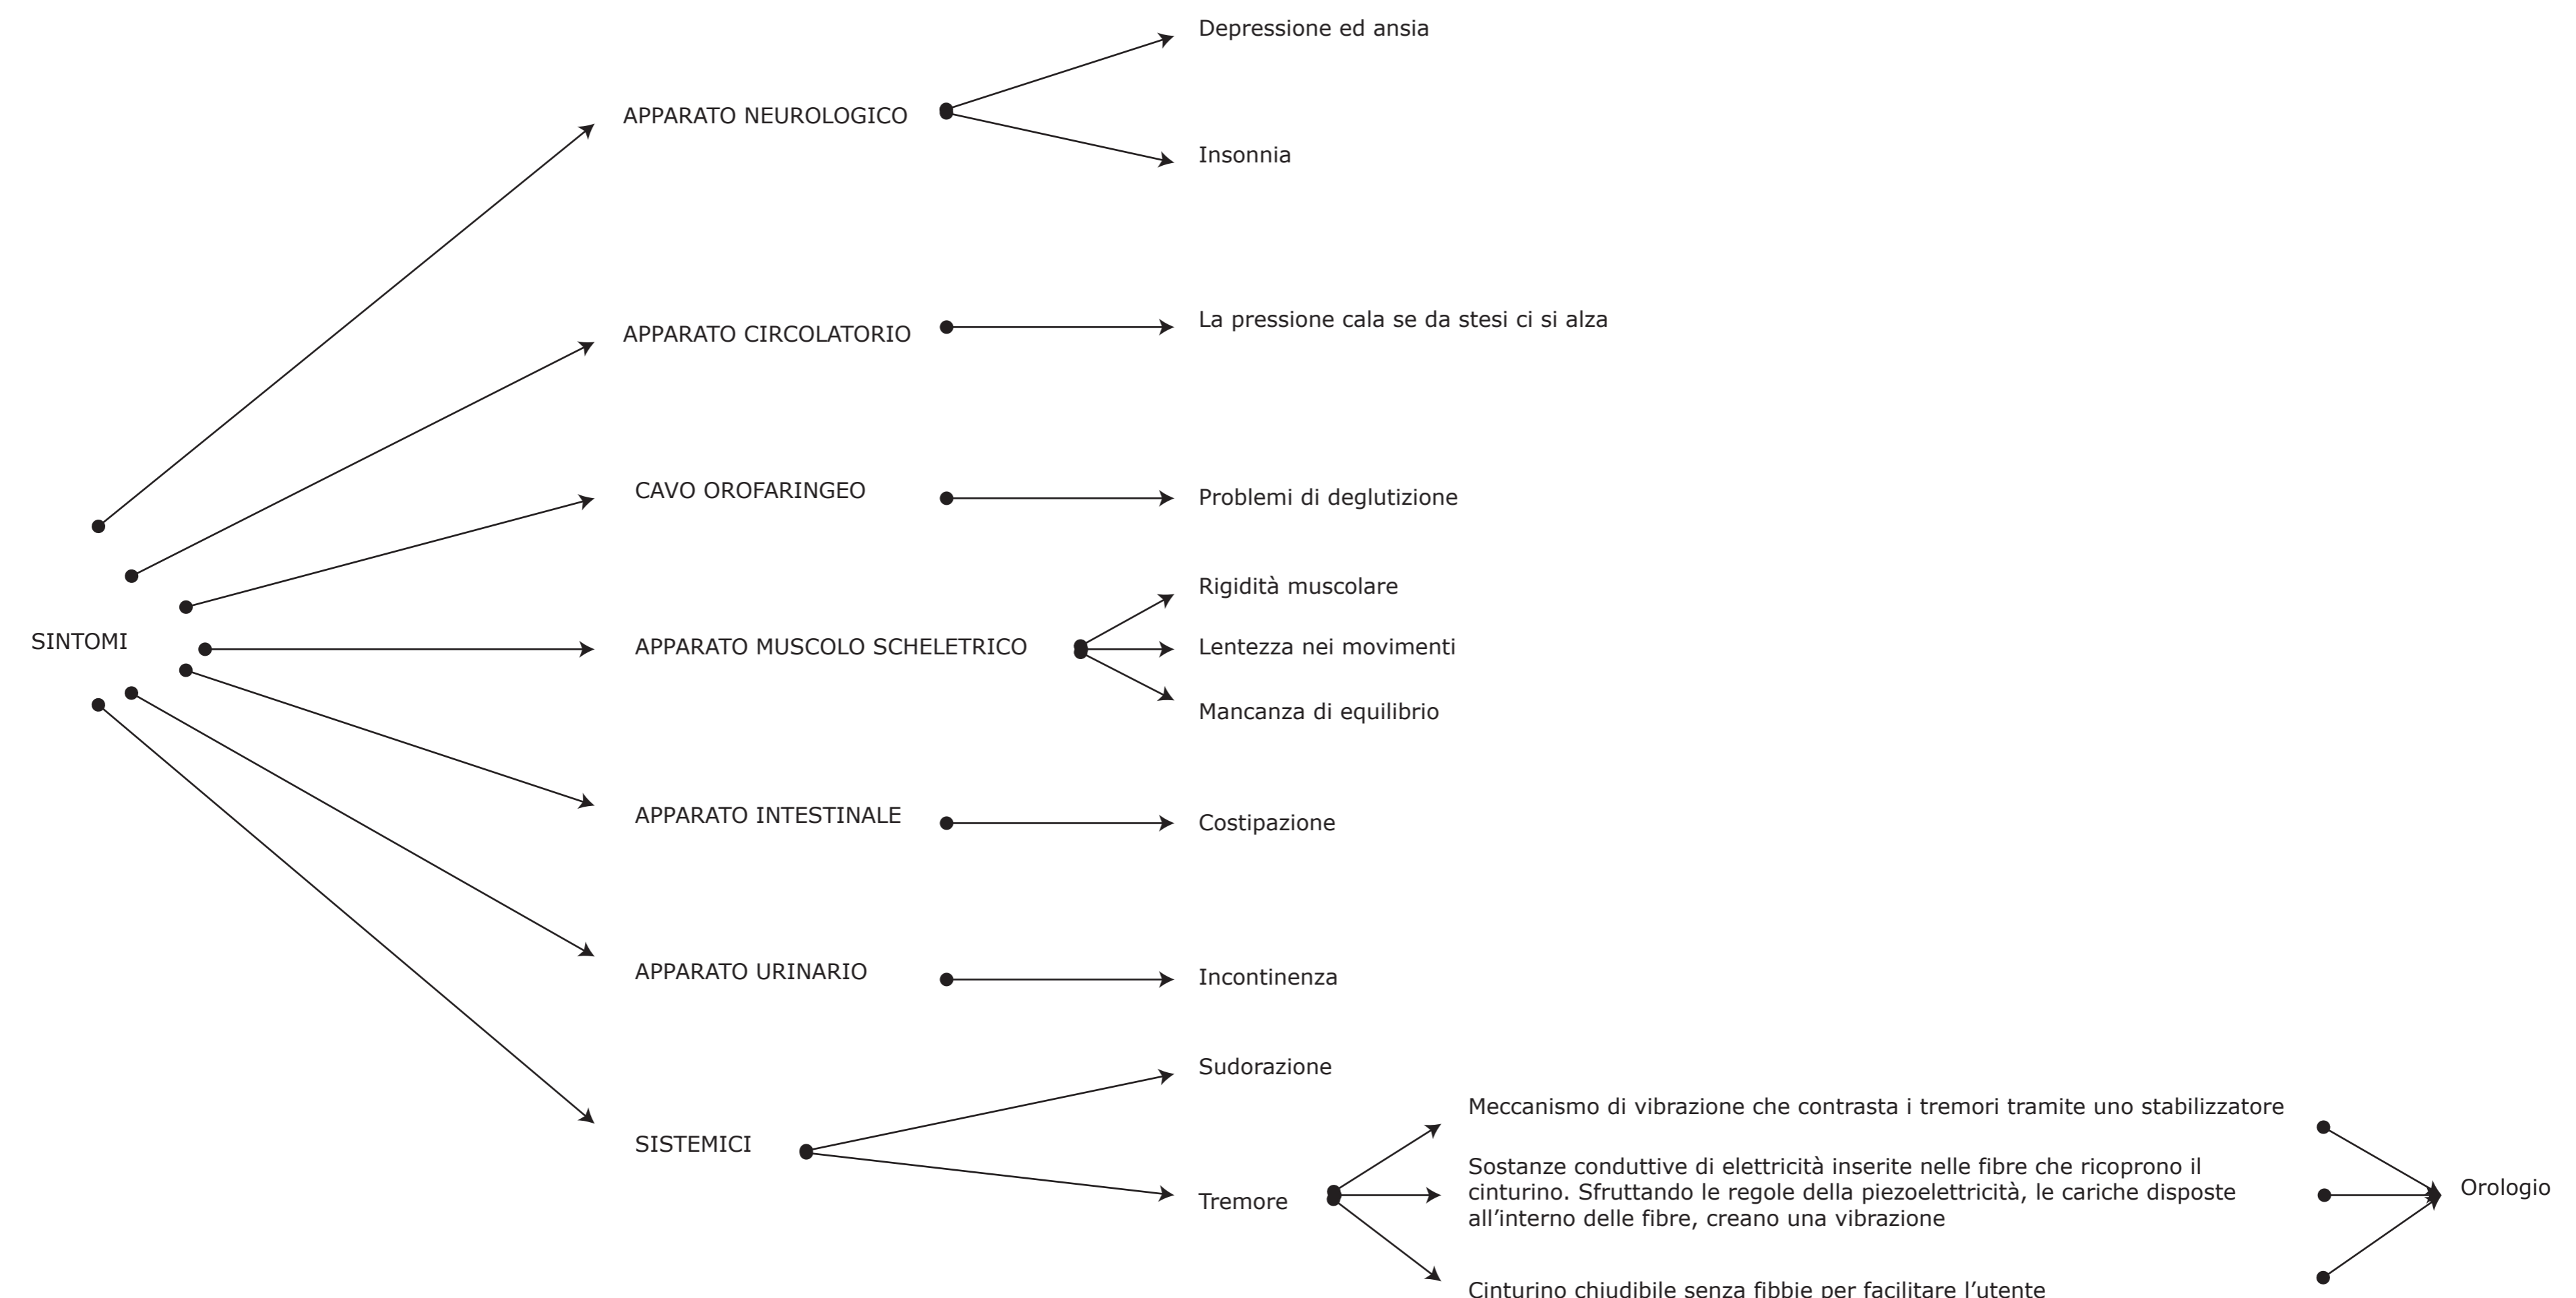 Depressione ed ansia
APPARATO NEUROLOGICO
Insonnia
La pressione cala se da stesi ci si alza
APPARATO CIRCOLATORIO
CAVO OROFARINGEO
Problemi di deglutizione
Rigidità muscolare
SINTOMI
APPARATO MUSCOLO SCHELETRICO
Lentezza nei movimenti
Mancanza di equilibrio
APPARATO INTESTINALE
Costipazione
APPARATO URINARIO
Incontinenza
Sudorazione
SISTEMICI
Tremore
Meccanismo di vibrazione che contrasta i tremori tramite uno stabilizzatore
Sostanze conduttive di elettricità inserite nelle fibre che ricoprono il
cinturino. Sfruttando le regole della piezoelettricità, le cariche disposte
all’interno delle fibre, creano una vibrazione
Cinturino chiudibile senza fibbie per facilitare l’utente
Orologio